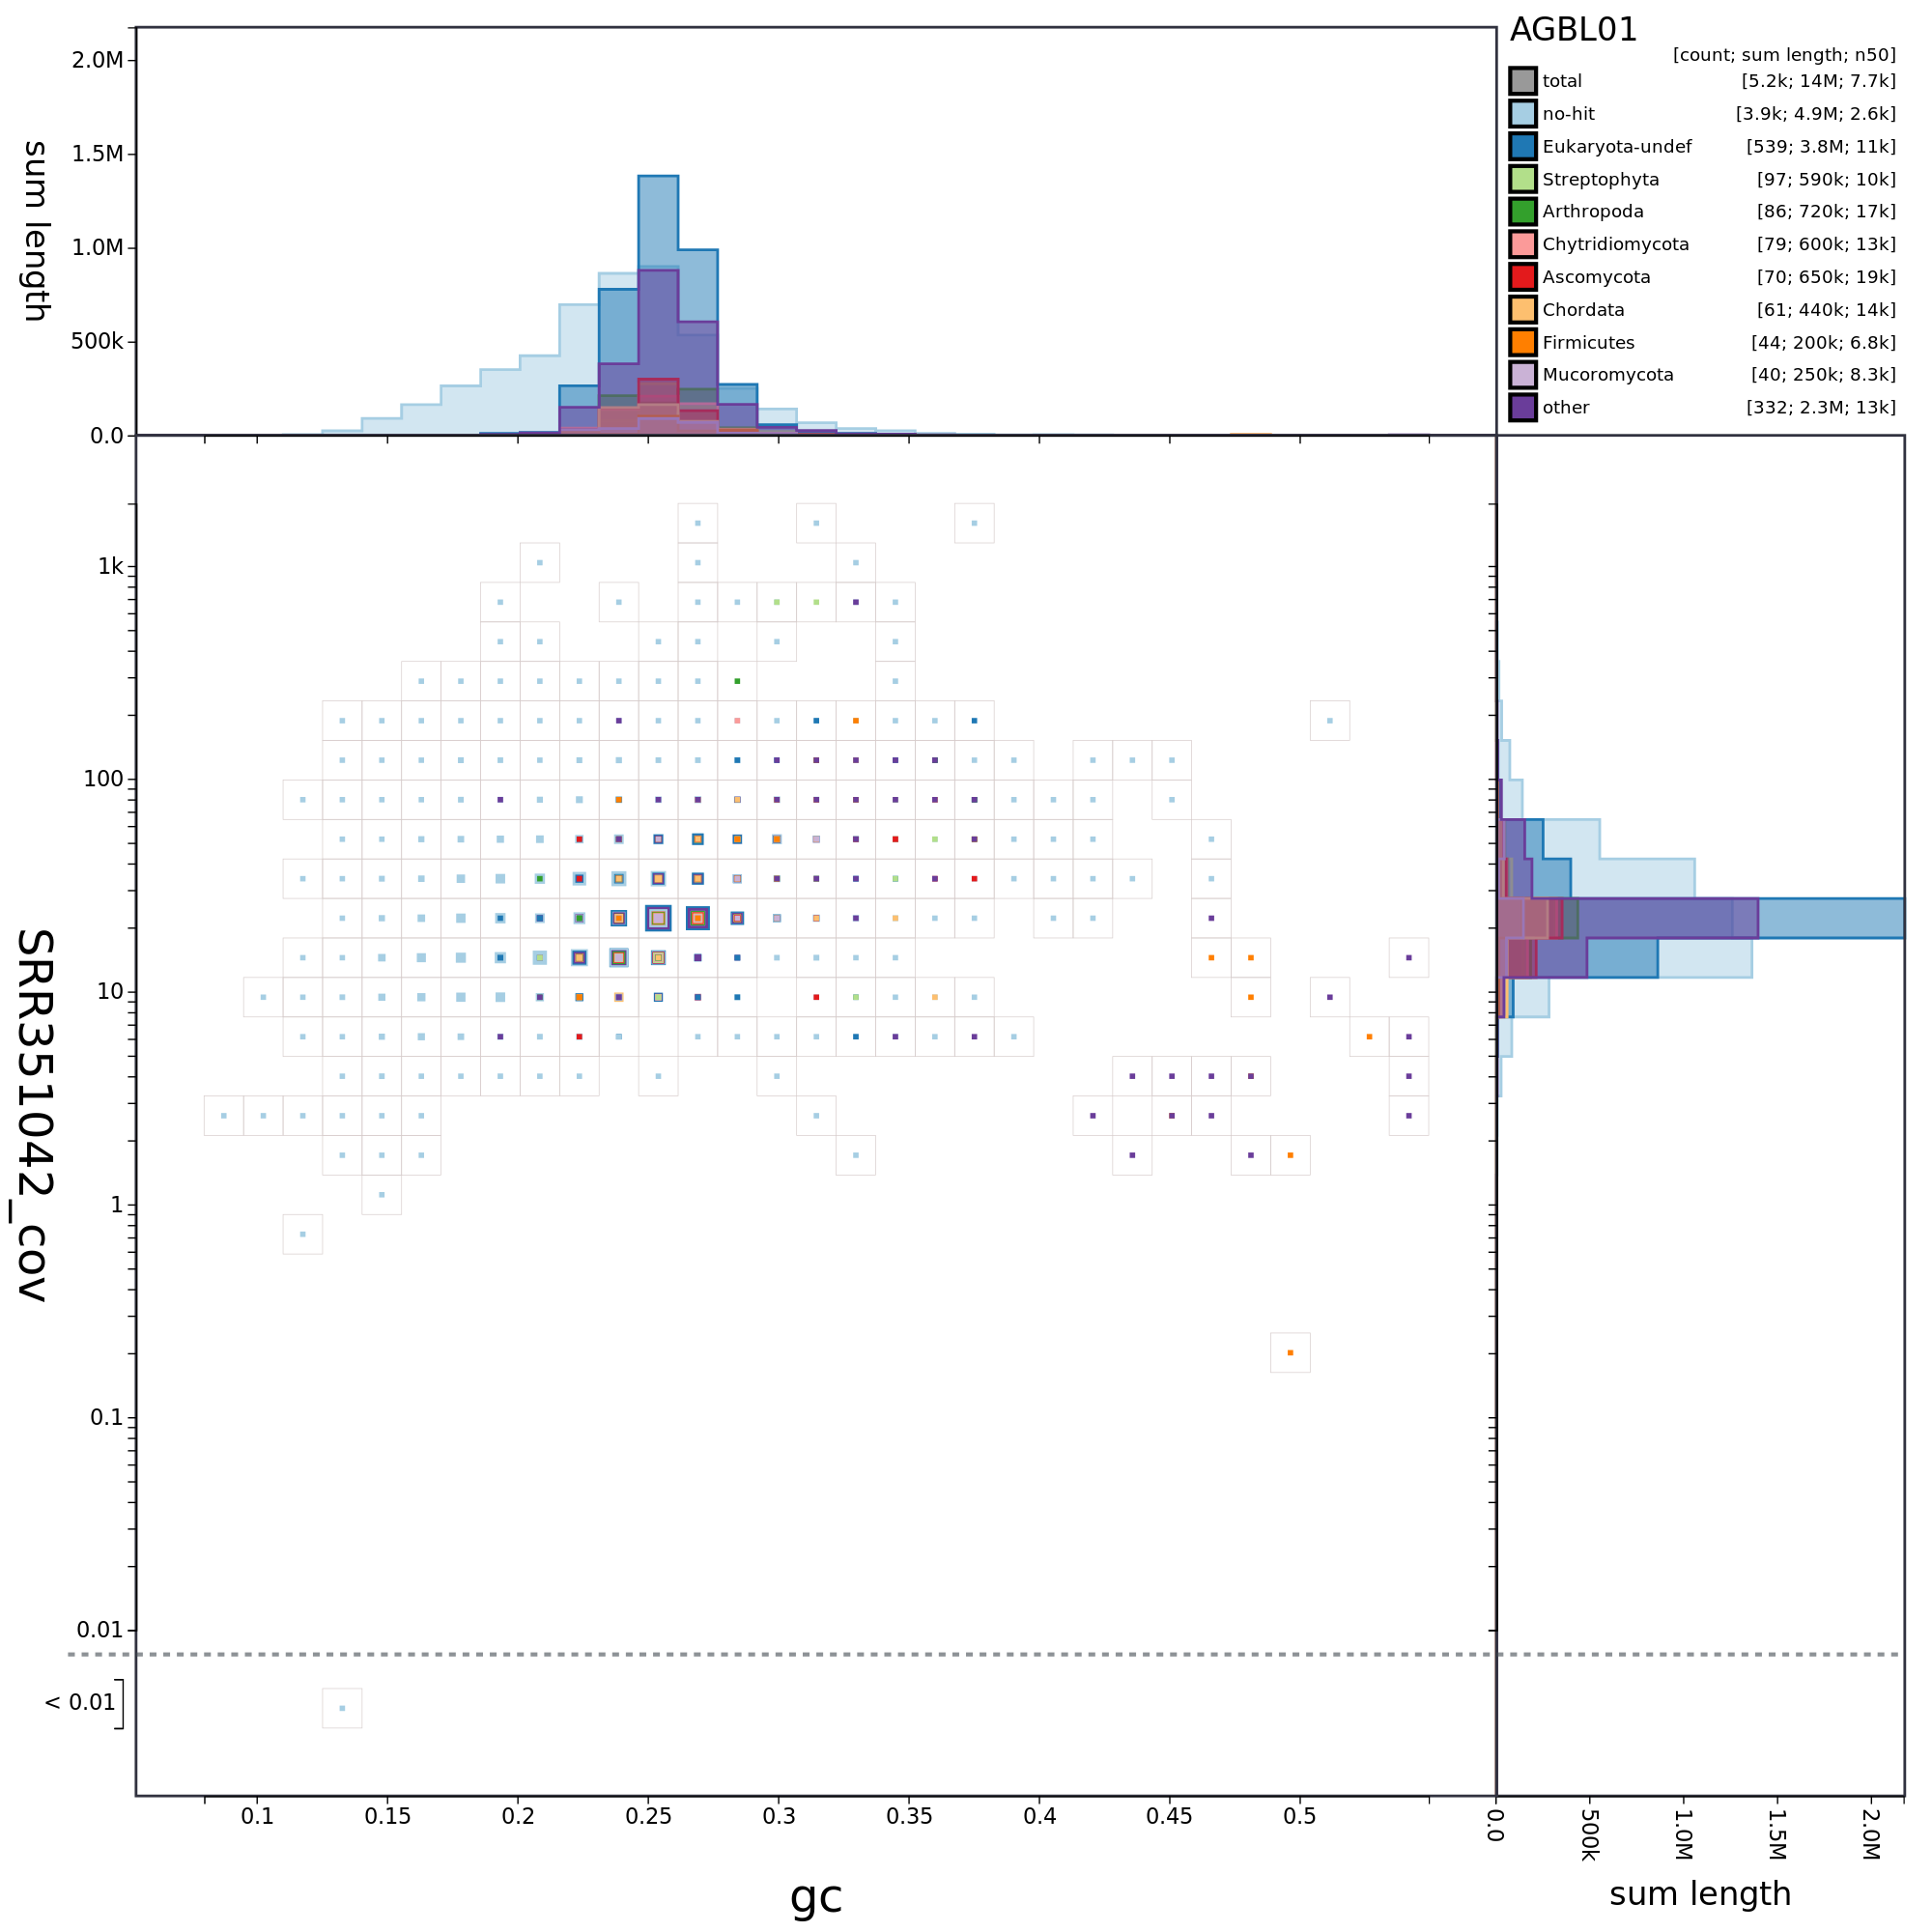 AGBL01
[count; sum length; n50]
total [5.2k; 14M; 7.7k]
no-hit [3.9k; 4.9M; 2.6k]
Eukaryota-undef [539; 3.8M; 11k]
Streptophyta [97; 590k; 10k]
Arthropoda [86; 720k; 17k]
Chytridiomycota [79; 600k; 13k]
Ascomycota [70; 650k; 19k]
Chordata [61; 440k; 14k]
Firmicutes [44; 200k; 6.8k]
Mucoromycota [40; 250k; 8.3k]
other [332; 2.3M; 13k]
sum length
2.0M
1.5M
1.0M
500k
0.0
SRR351042_cov
1k
100
10
1
0.1
0.01
< 0.01
0.1 0.15 0.2 0.25 0.3 0.35 0.4 0.45 0.5
gc
0.0 500k 1.0M 1.5M 2.0M
sum length